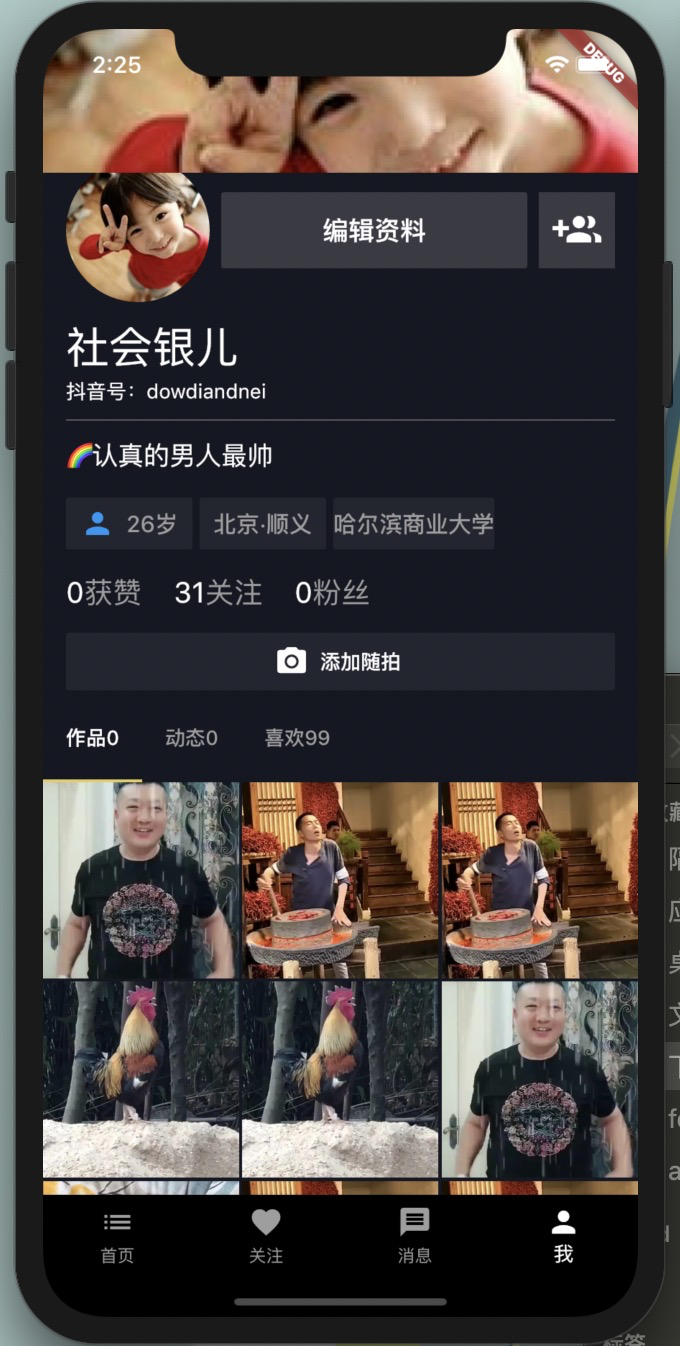 2:25
DEBUG
编辑资料
社会银儿
抖音号：dowdiandnei
🌈认真的男人最帅
26岁 北京·顺义 哈尔滨商业大学
0获赞 31关注 0粉丝
添加随拍
作品0 动态0 喜欢99
首页 关注 消息 我